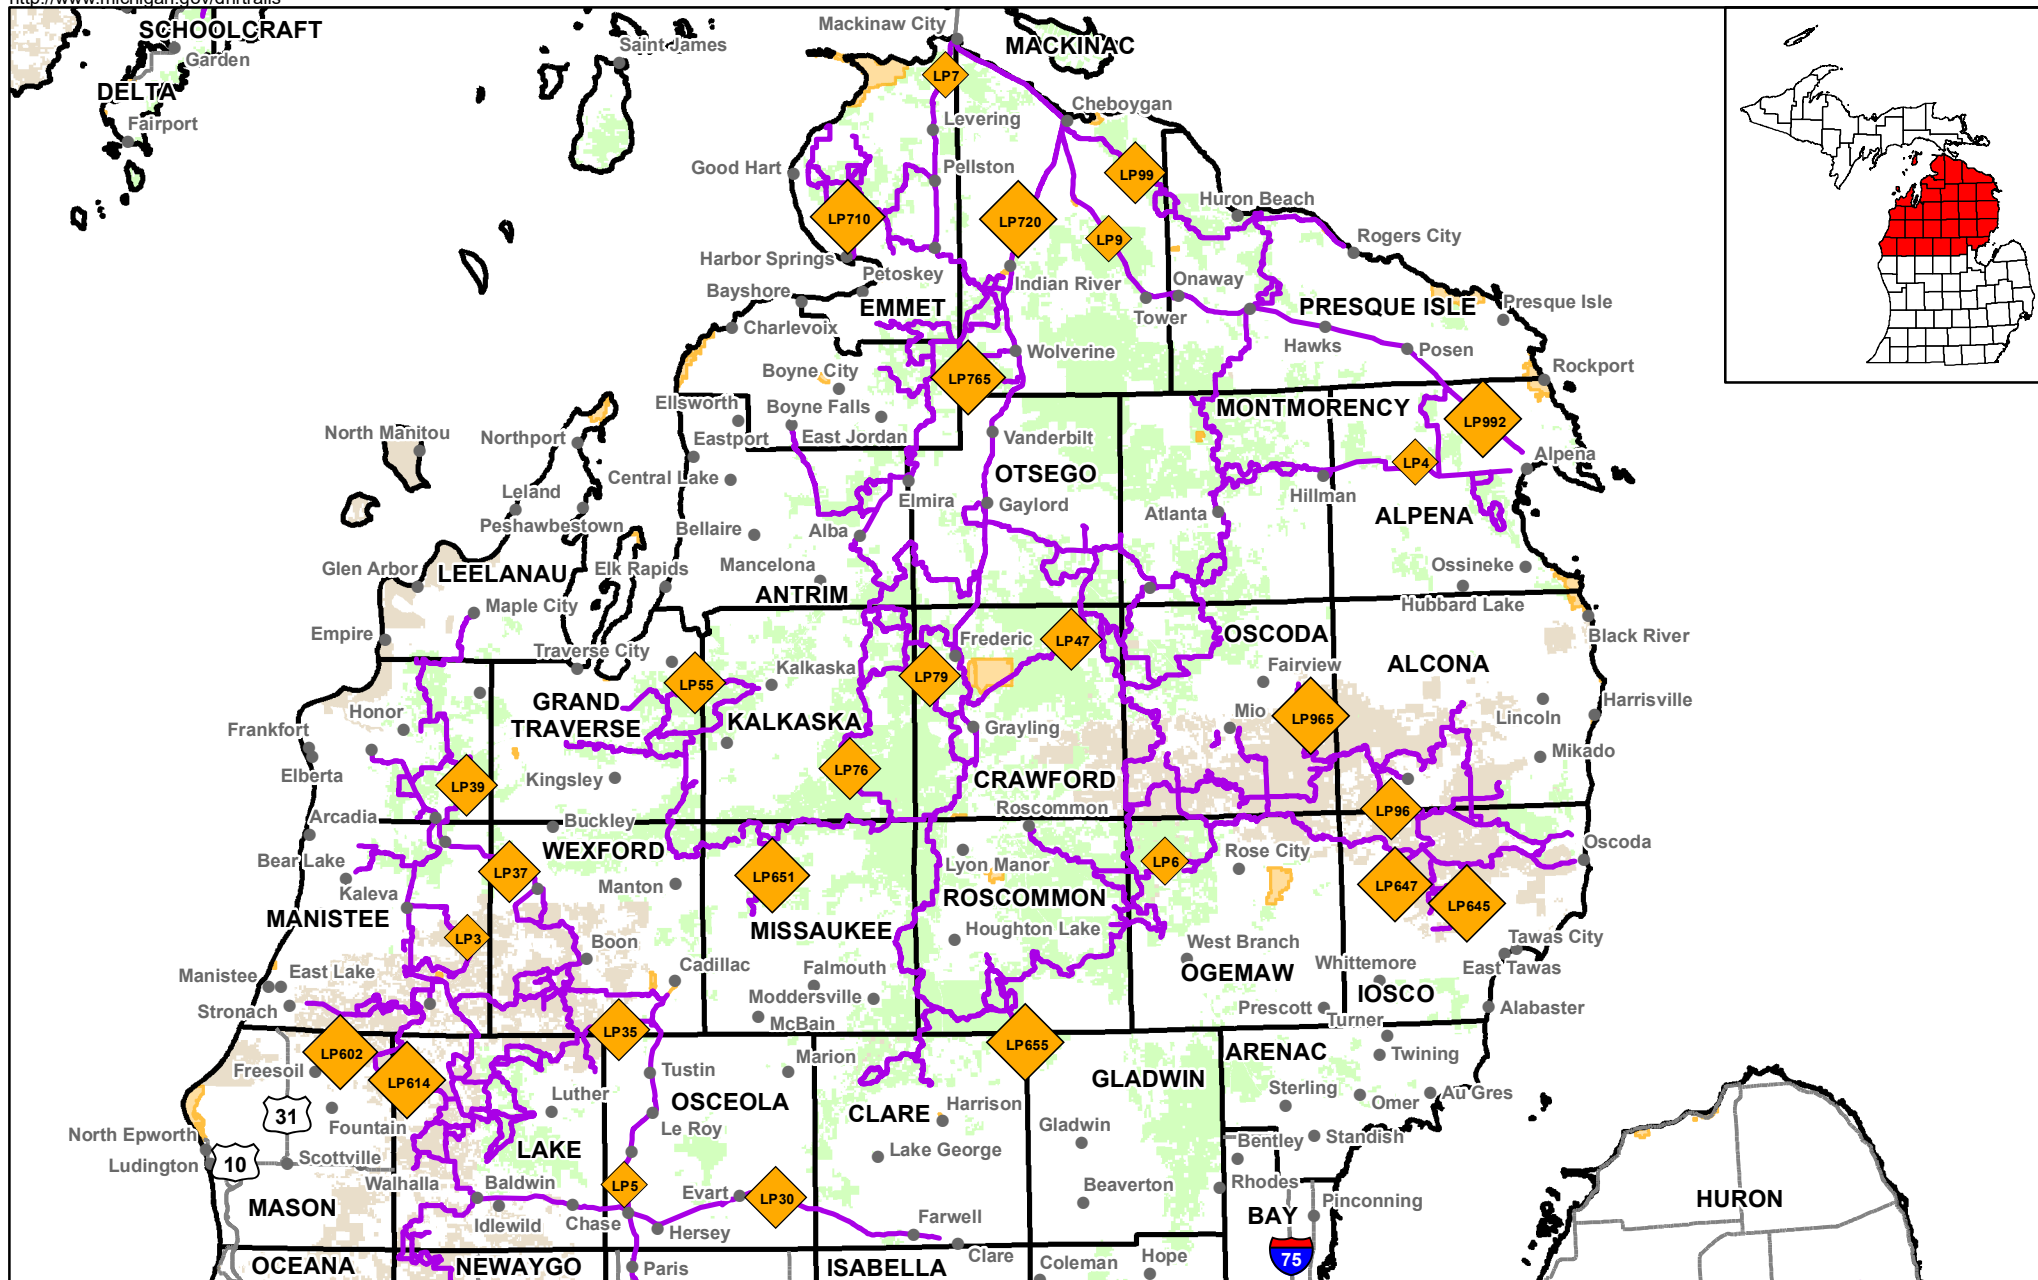 http://www.michigan.gov/dnrtrails
SCHOOLCRAFT
Garden
DELTA
Fairport
Saint James
Mackinaw City
MACKINAC
LP7
Cheboygan
Levering
Good Hart
Pellston
LP99
LP710
LP720
LP9
Huron Beach
Rogers City
Harbor Springs
Petoskey
Indian River
Onaway
Bayshore
EMMET
Tower
PRESQUE ISLE
Presque Isle
Charlevoix
Hawks
Posen
Wolverine
Boyne City
LP765
Rockport
Ellsworth
Boyne Falls
MONTMORENCY
LP992
North Manitou
Northport
Eastport
East Jordan
Vanderbilt
LP4
Alpena
Central Lake
OTSEGO
Leland
Elmira
Gaylord
Hillman
Peshawbestown
Bellaire
Alba
Atlanta
ALPENA
Glen Arbor
LEELANAU
Elk Rapids
Mancelona
ANTRIM
Ossineke
Maple City
Hubbard Lake
Empire
Traverse City
Frederic
LP47
OSCODA
Black River
LP55
Kalkaska
LP79
Fairview
ALCONA
GRAND
TRAVERSE
KALKASKA
Honor
Frankfort
Grayling
Mio
LP965
Lincoln
Harrisville
Elberta
LP39
Kingsley
LP76
CRAWFORD
Mikado
Arcadia
Buckley
Roscommon
LP96
Oscoda
Bear Lake
WEXFORD
Lyon Manor
LP6
Rose City
Kaleva
LP37
Manton
LP651
ROSCOMMON
LP647
LP645
MANISTEE
LP3
Boon
MISSAUKEE
Houghton Lake
West Branch
Tawas City
Manistee
East Lake
Cadillac
Falmouth
OGEMAW
Whittemore
East Tawas
Stronach
Moddersville
IOSCO
McBain
Prescott
Alabaster
LP35
Turner
LP602
LP614
Marion
LP655
ARENAC
Twining
Freesoil
Tustin
GLADWIN
Sterling
Au Gres
31
Luther
OSCEOLA
CLARE
Harrison
Omer
Fountain
Le Roy
Gladwin
North Epworth
LAKE
Bentley
Standish
Ludington
10
Scottville
Lake George
Walhalla
Baldwin
LP5
Evart
LP30
Beaverton
Rhodes
MASON
Idlewild
Chase
Hersey
Farwell
BAY
Pinconning
HURON
Clare
OCEANA
NEWAYGO
Paris
ISABELLA
Coleman
Hope
75